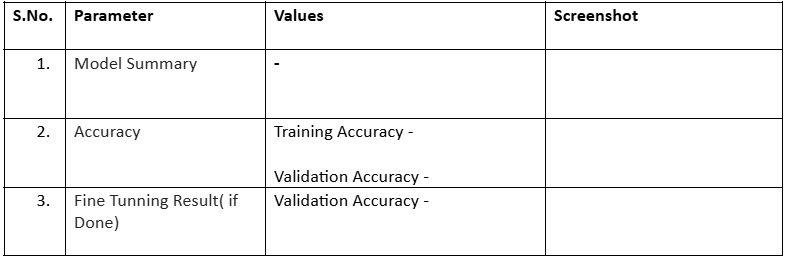 S.No. Parameter Values Screenshot
1. Model Summary -
2. Accuracy Training Accuracy -
Validation Accuracy -
3. Fine Tunning Result( if Validation Accuracy -
Done)